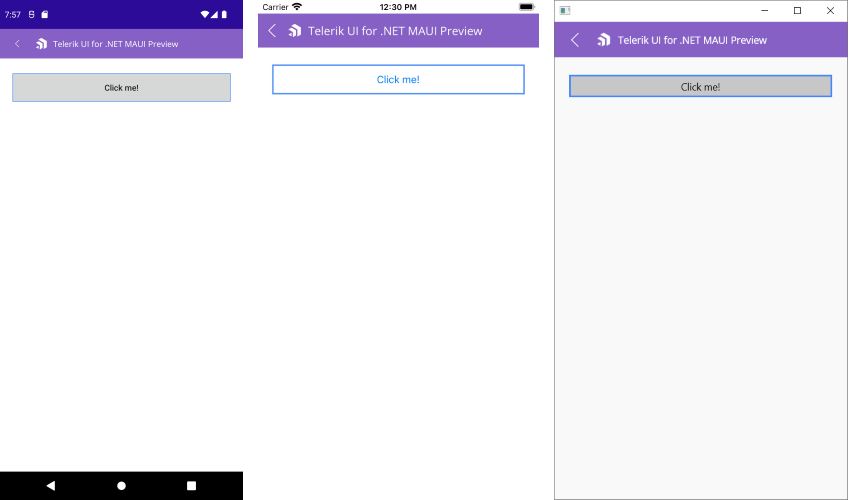 7:57
Telerik UI for .NET MAUI Preview
Click me!
Carrier
12:30 PM
Telerik UI for .NET MAUI Preview
Click me!
Telerik UI for .NET MAUI Preview
Click me!